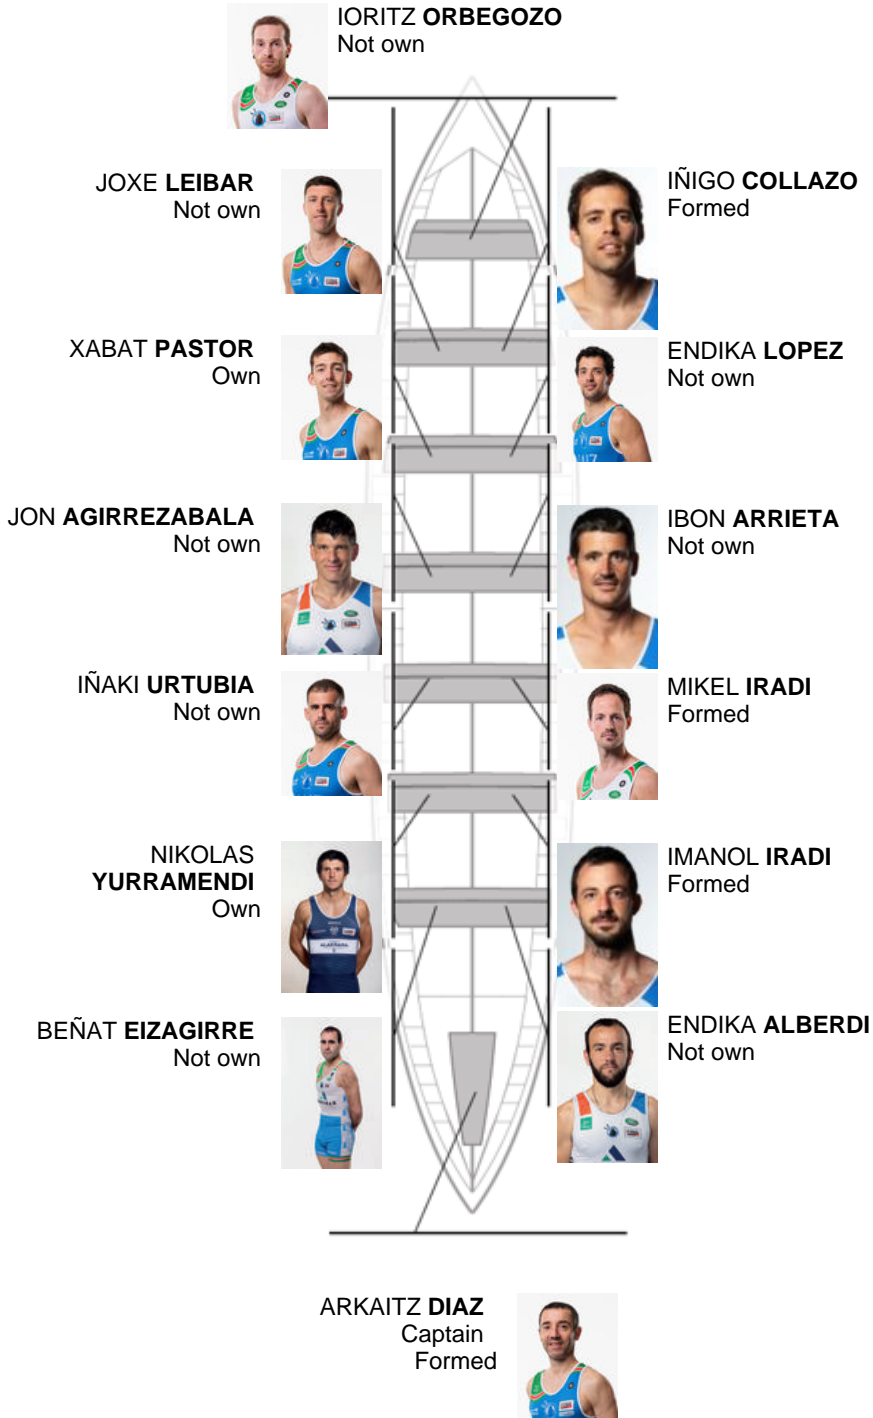 IORITZ ORBEGOZO
Not own
JOXE LEIBAR
Not own
IÑIGO COLLAZO
Formed
XABAT PASTOR
Own
ENDIKA LOPEZ
Not own
JON AGIRREZABALA
Not own
IBON ARRIETA
Not own
IÑAKI URTUBIA
Not own
MIKEL IRADI
Formed
NIKOLAS
YURRAMENDI
Own
IMANOL IRADI
Formed
BEÑAT EIZAGIRRE
Not own
ENDIKA ALBERDI
Not own
ARKAITZ DIAZ
Captain
Formed